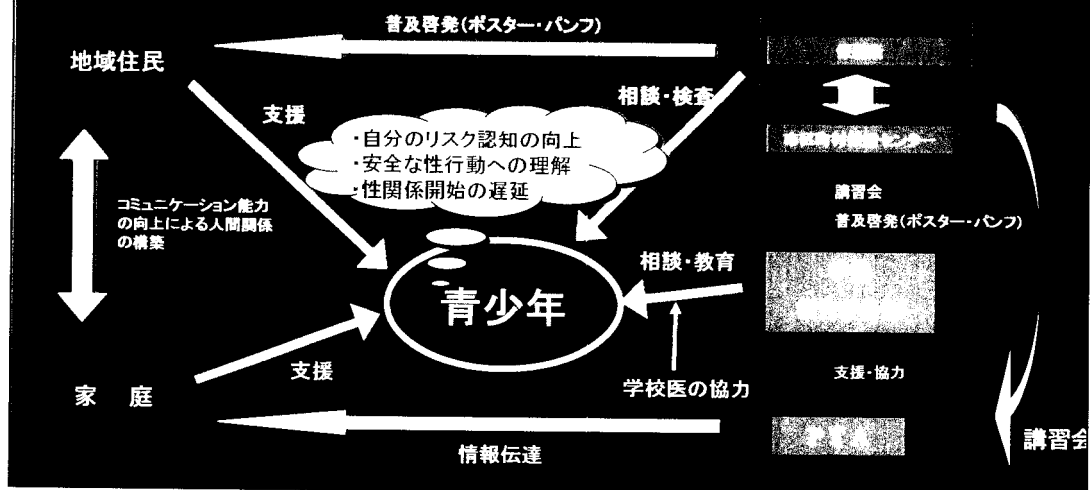 普及啓発(ポスター・パンフ)
地域住民
支援
相談・検査
・自分のリスク認知の向上
・安全な性行動への理解
・性関係開始の遅延
センター
講習会
普及啓発(ポスター・パンフ)
コミュニケーション能力
の向上による人間関係
の構築
相談・教育
青少年
支援
学校医の協力
支援・協力
家 庭
情報伝達
講習会